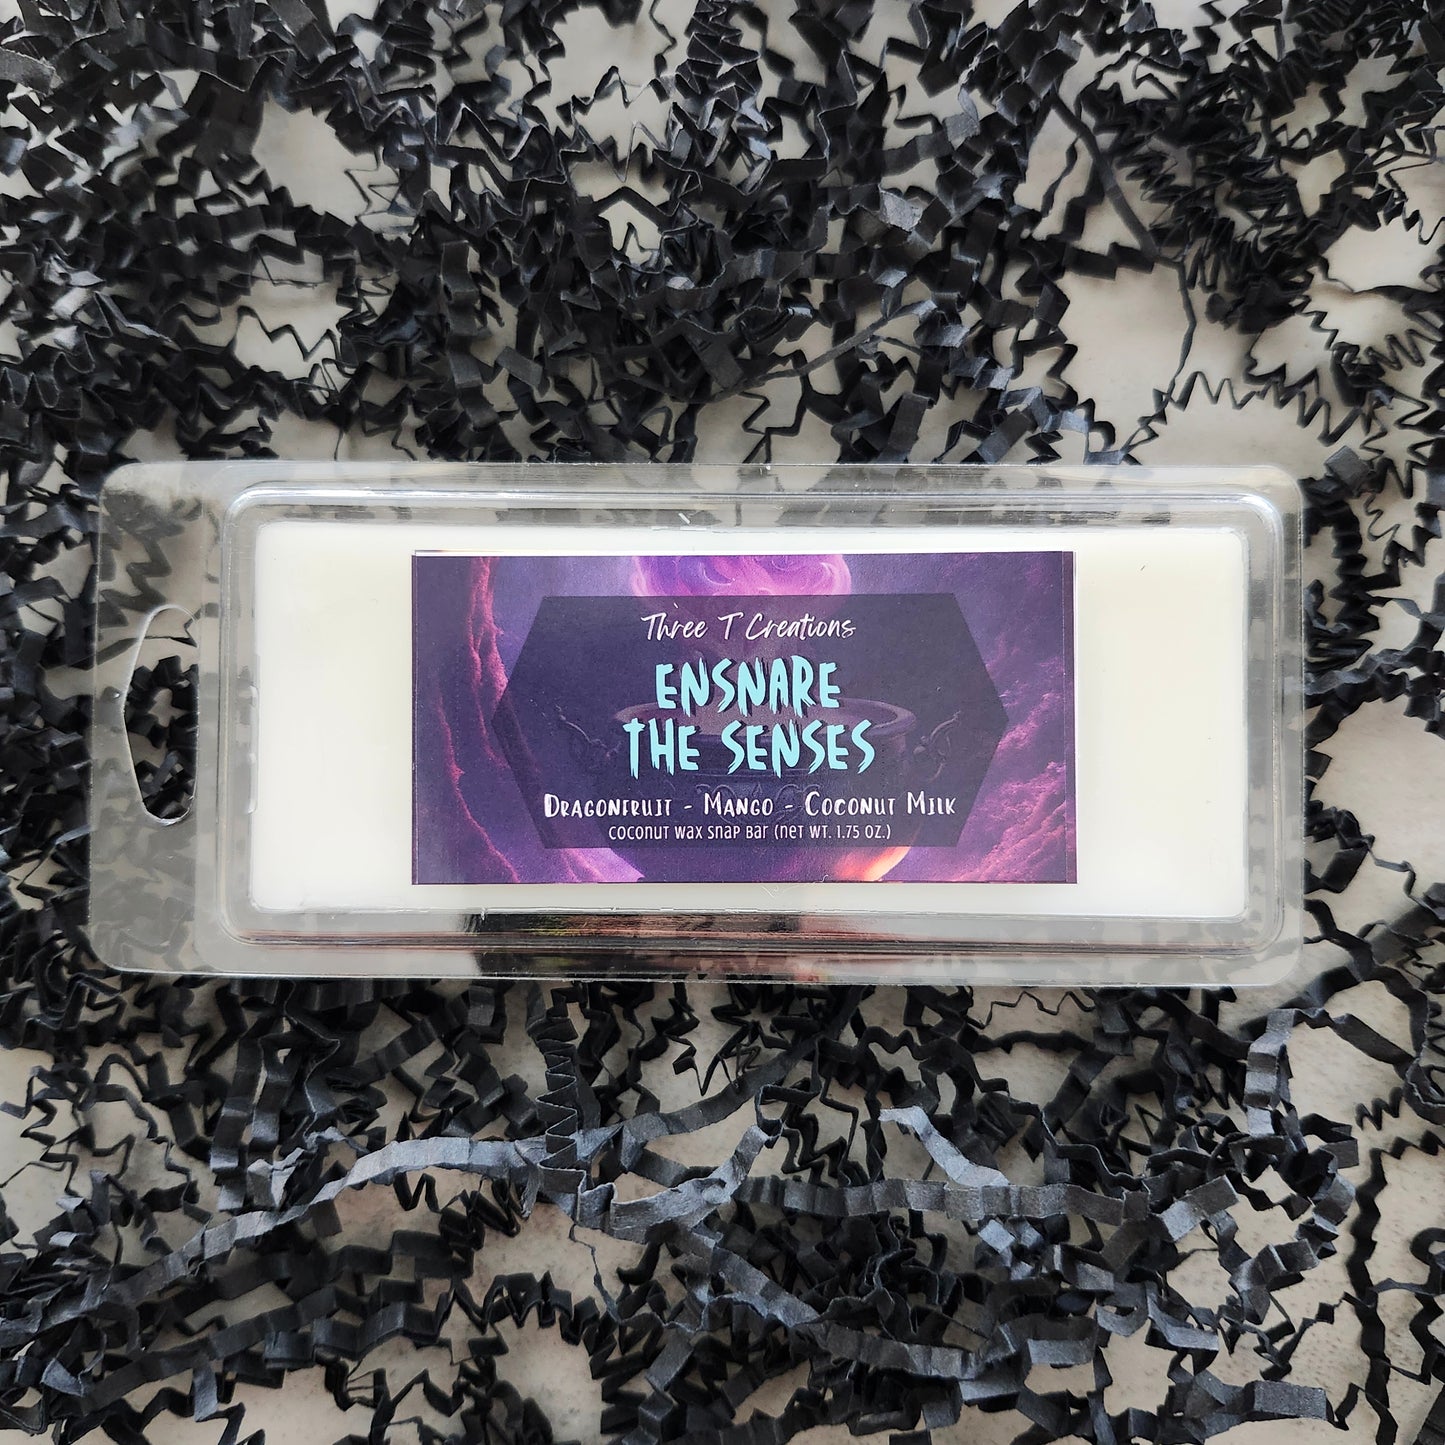 Three T Creations
ENSNARE
THE SENSES
DRAGONFRUIT - MANGO - COCONUT MILK
COCONUT WAX SNAP BAR (NET WT. 1.75 OZ.)